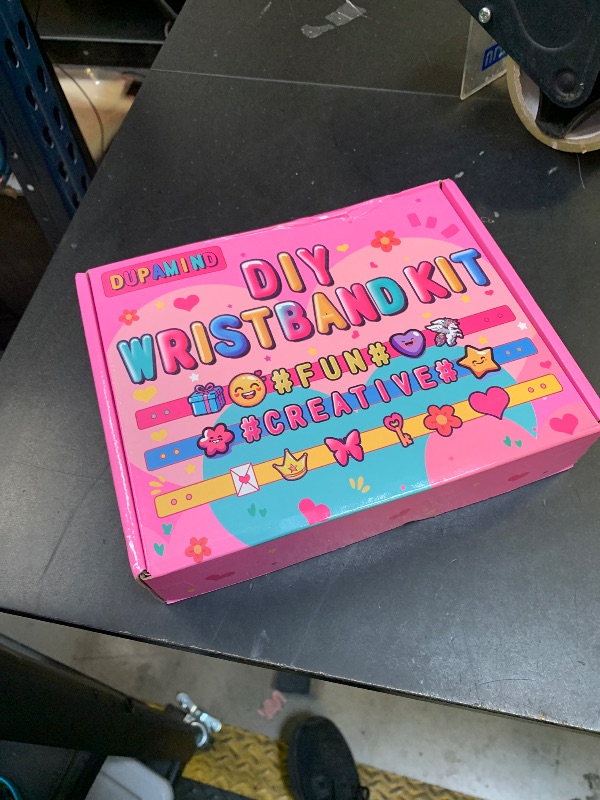 DUPAMIND
DIY
WRISTBAND KIT
#FUN#
#CREATIVE#